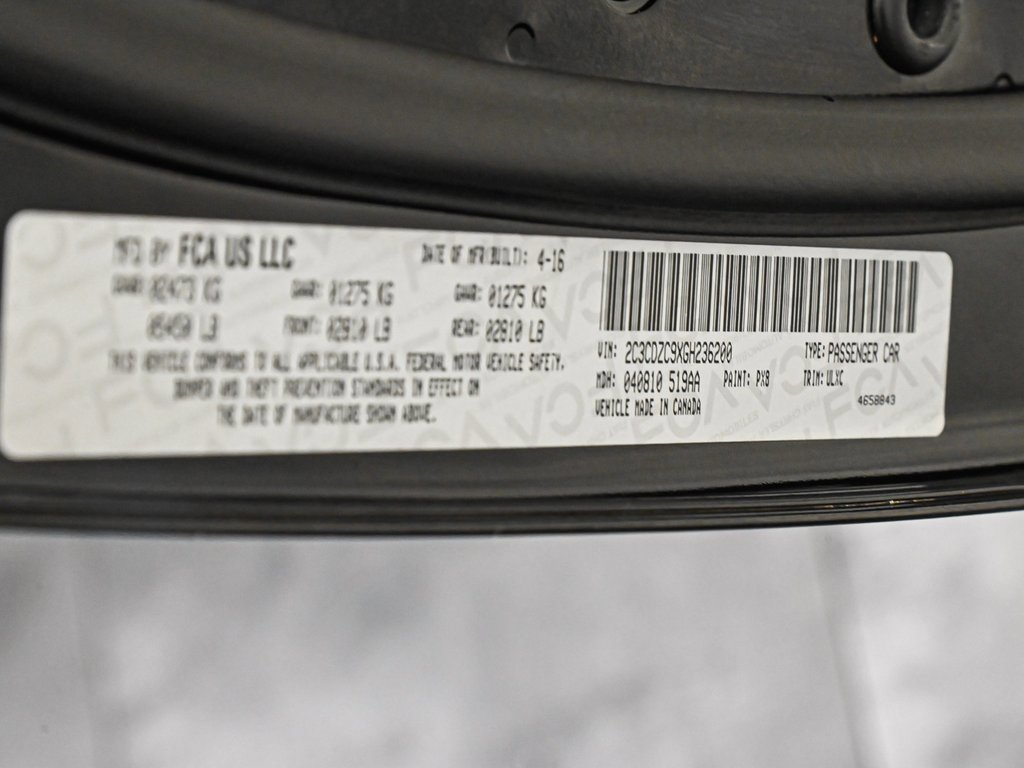 MFD BY FCA US LLC DATE OF MFR(BUILT): 4-16
GVWR: 02473 KG GAWR: 01275 KG GAWR: 01275 KG
05450 LB FRONT: 02810 LB REAR: 02810 LB
THIS VEHICLE CONFORMS TO ALL APPLICABLE U.S.A. FEDERAL MOTOR VEHICLE SAFETY,
BUMPER AND THEFT PREVENTION STANDARDS IN EFFECT ON
THE DATE OF MANUFACTURE SHOWN ABOVE.
VIN: 2C3CDZC9XGH236200 TYPE: PASSENGER CAR
MDH: 040810 519AA PAINT: PX8 TRIM: ULXC
VEHICLE MADE IN CANADA 4658843